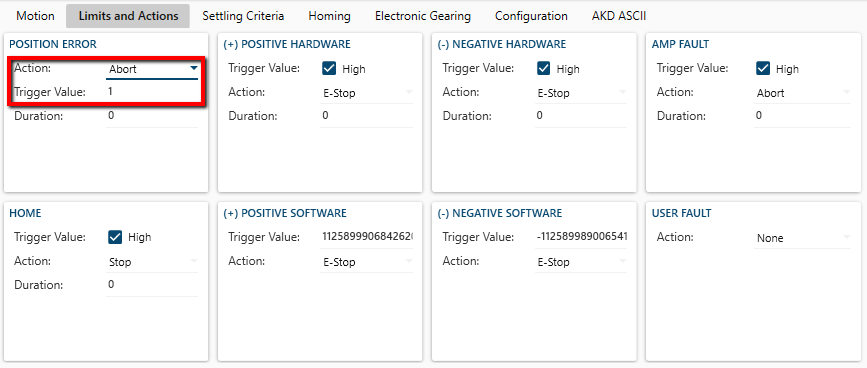 Motion Limits and Actions Settling Criteria Homing Electronic Gearing Configuration AKD ASCII
POSITION ERROR
Action: Abort
Trigger Value: 1
Duration: 0
(+) POSITIVE HARDWARE
Trigger Value: High
Action: E-Stop
Duration: 0
(-) NEGATIVE HARDWARE
Trigger Value: High
Action: E-Stop
Duration: 0
AMP FAULT
Trigger Value: High
Action: Abort
Duration: 0
HOME
Trigger Value: High
Action: Stop
Duration: 0
(+) POSITIVE SOFTWARE
Trigger Value: 112589990684262
Action: E-Stop
(-) NEGATIVE SOFTWARE
Trigger Value: -112589989006541
Action: E-Stop
USER FAULT
Action: None